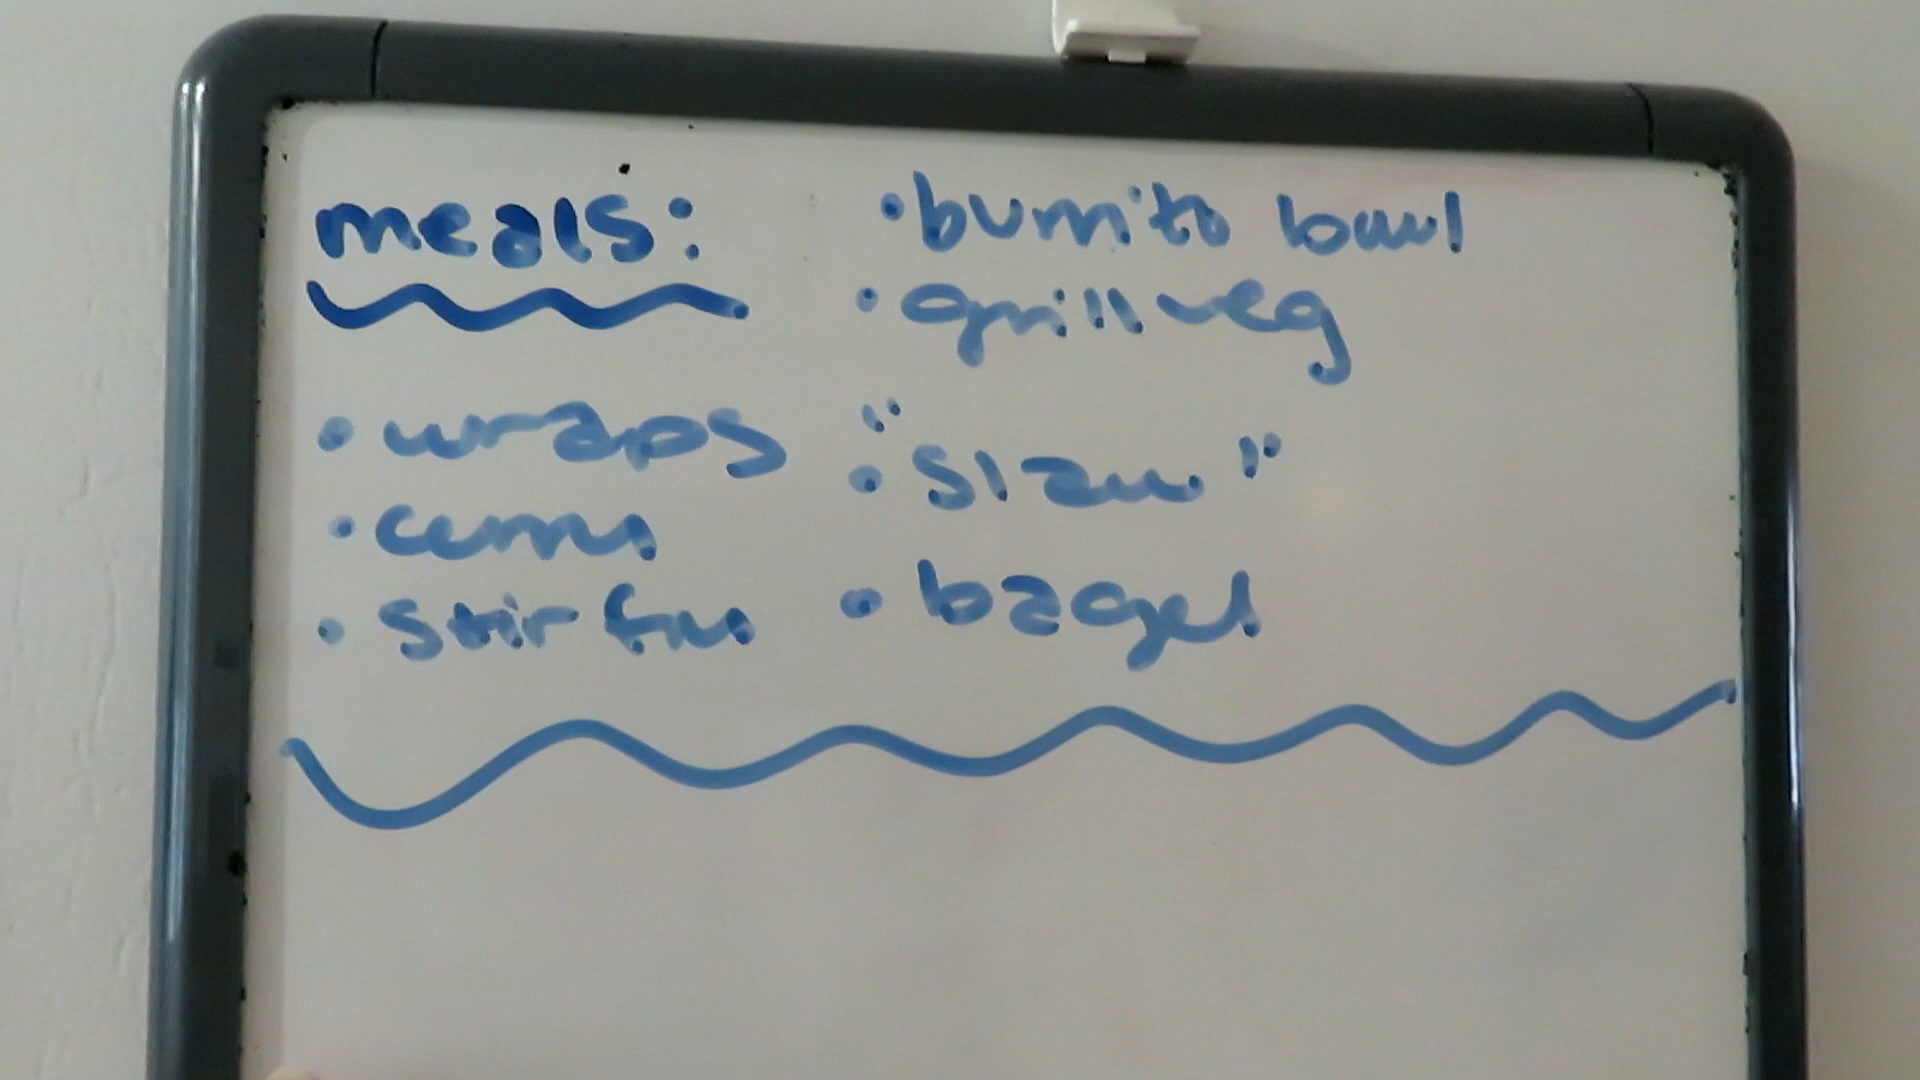 meals:
• wraps
• curry
• stir fry
• burrito bowl
• grill veg
• "slaw"
• bagel